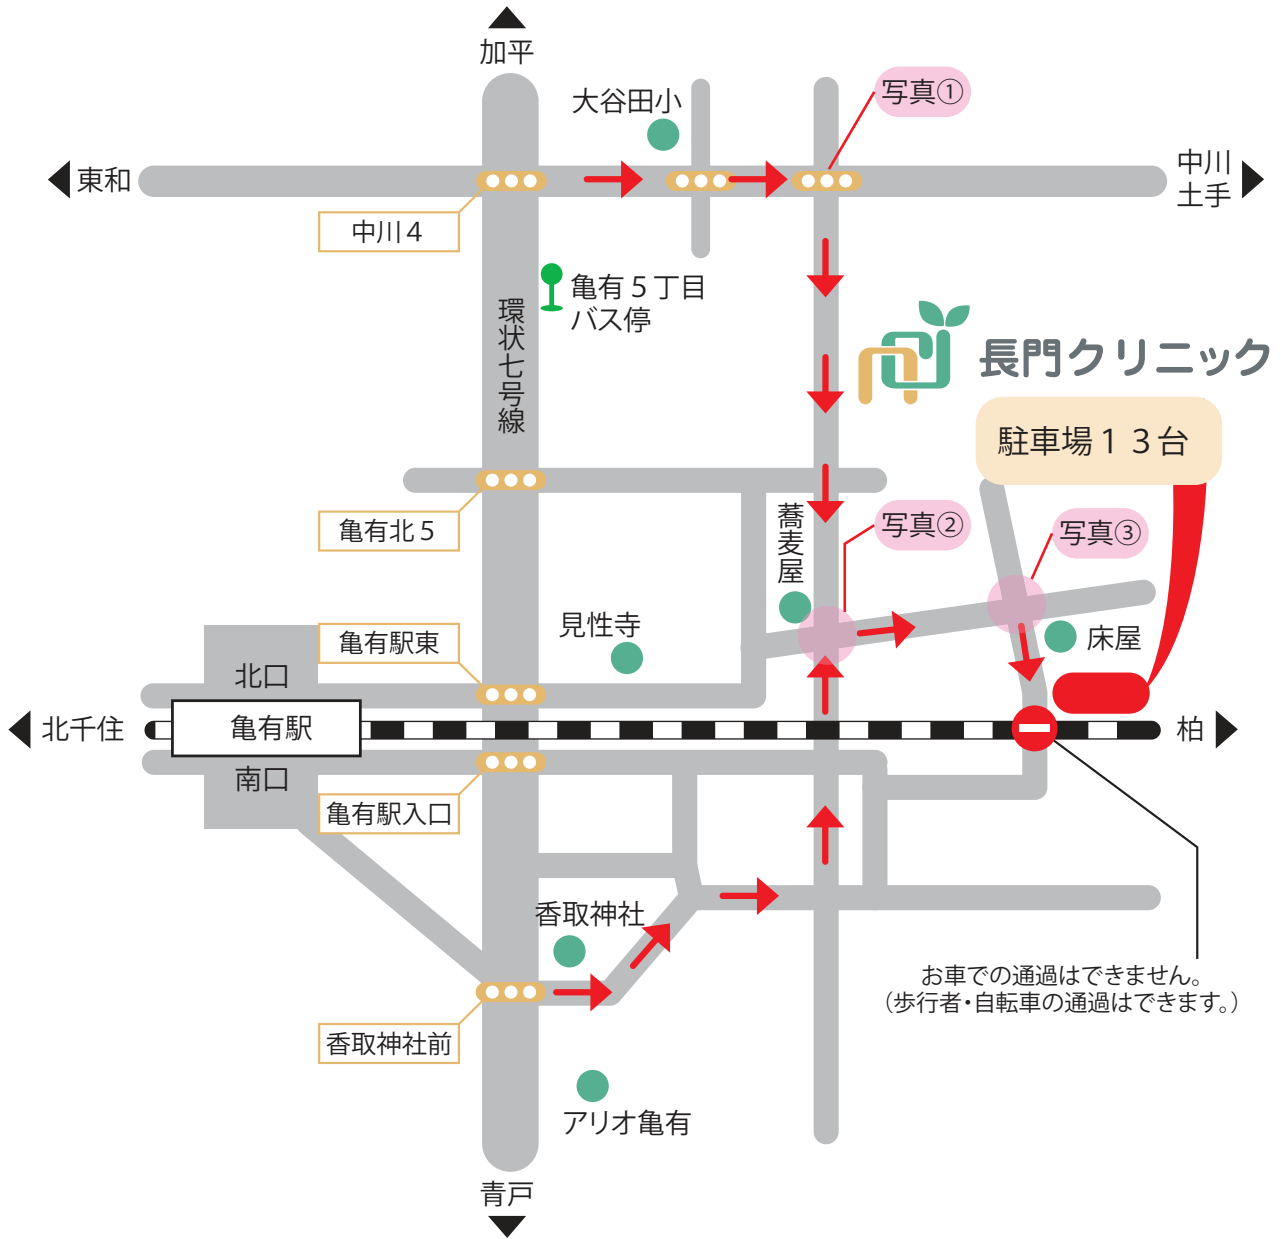 加平
大谷田小
写真①
東和
中川
土手
中川４
亀有５丁目
バス停
環状七号線
長門クリニック
駐車場１３台
亀有北５
蕎麦屋
写真②
写真③
見性寺
亀有駅東
床屋
北口
北千住
亀有駅
柏
南口
亀有駅入口
香取神社
お車での通過はできません。
（歩行者・自転車の通過はできます。）
香取神社前
アリオ亀有
青戸